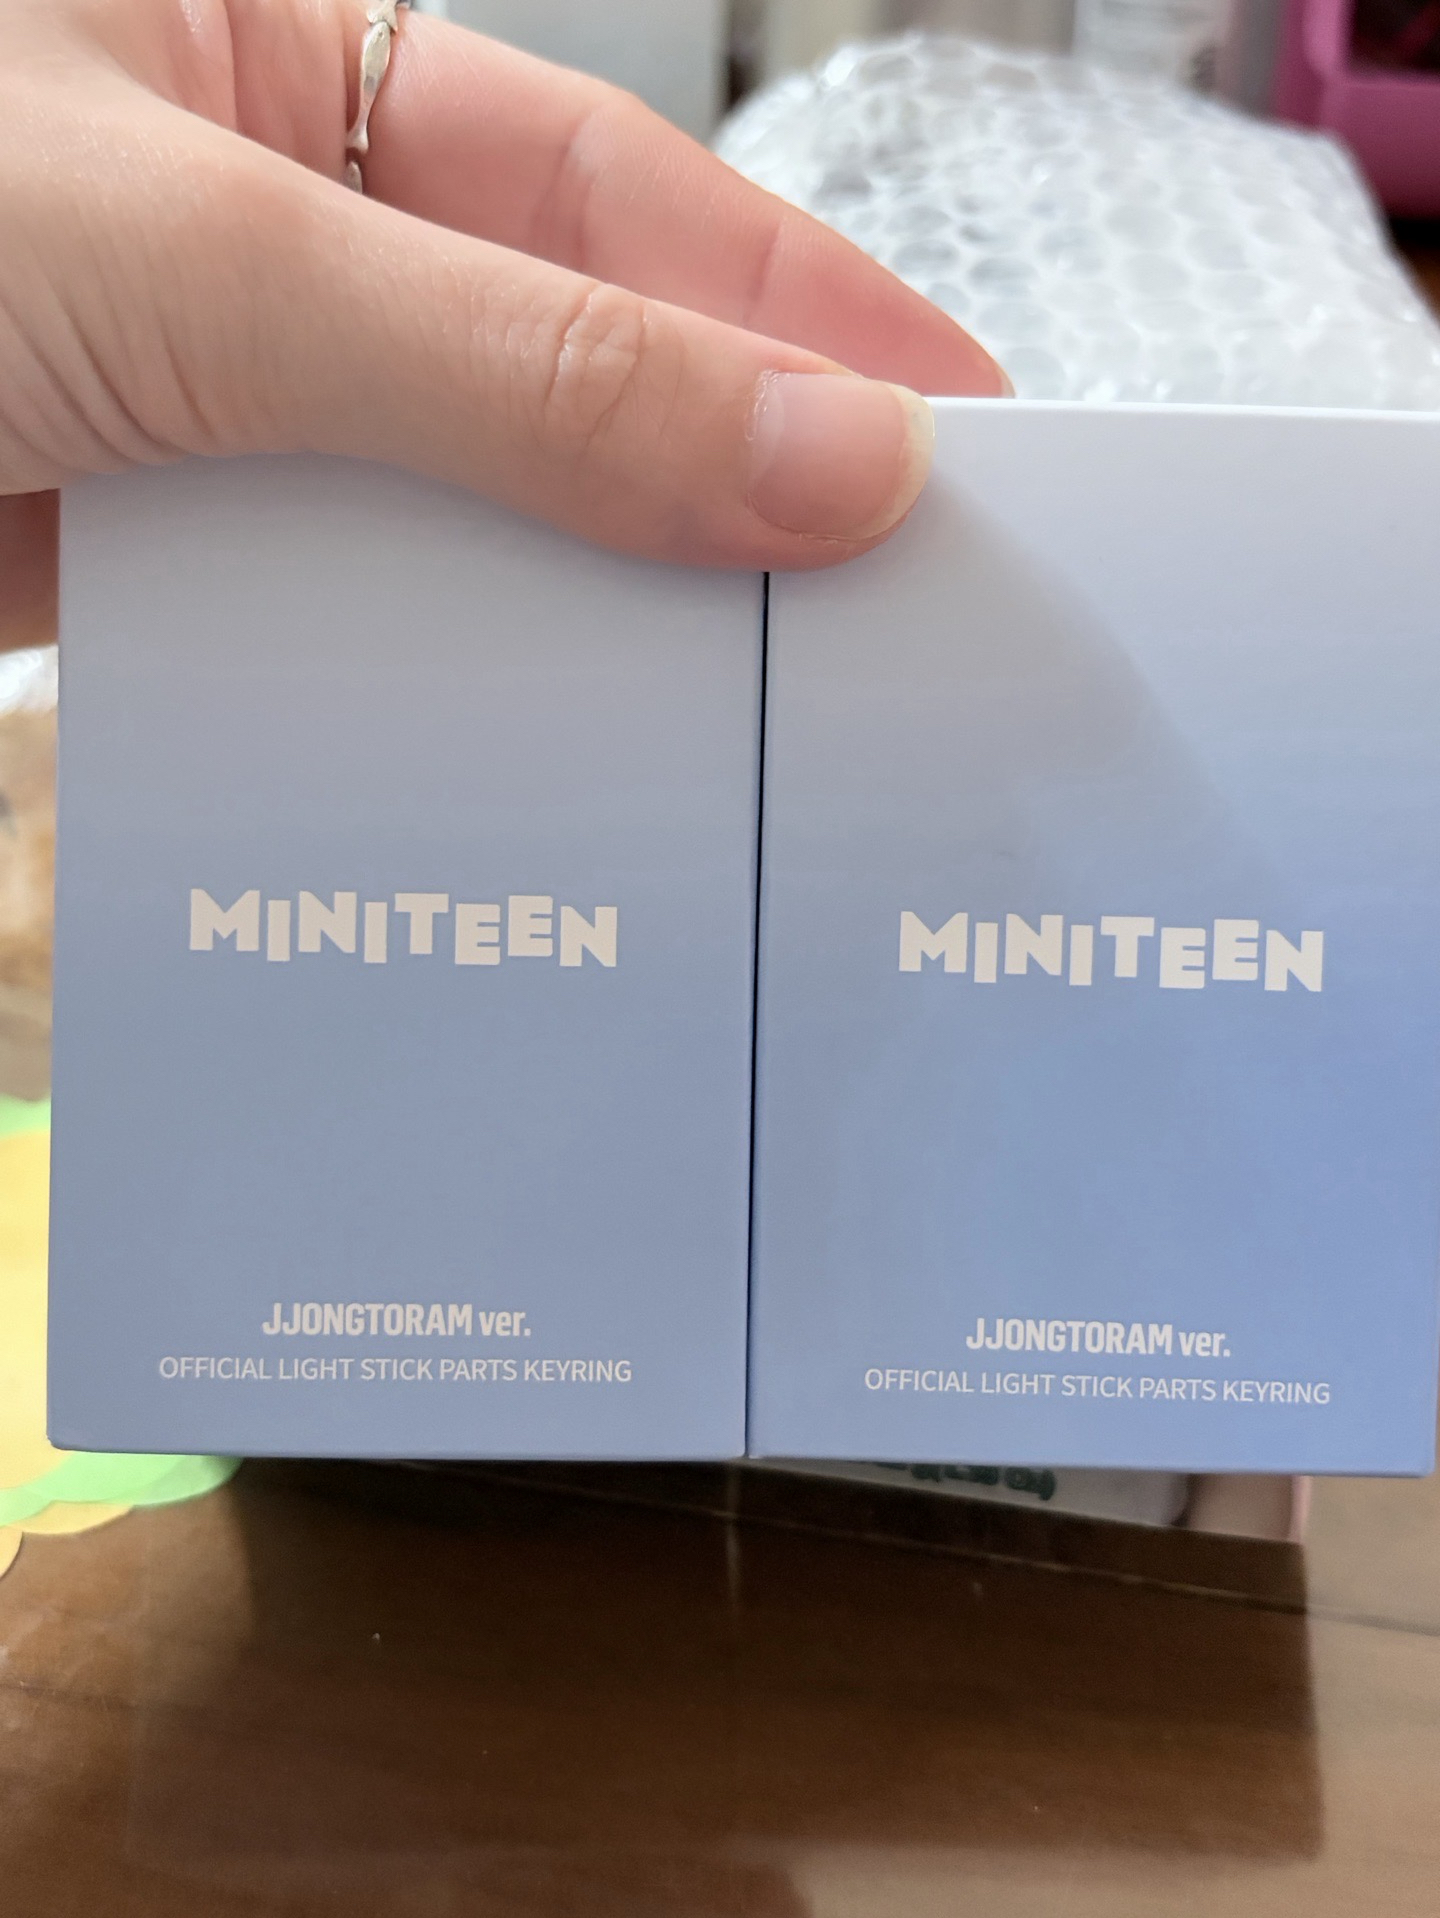 MINITEEN
JJONGTORAM ver.
OFFICIAL LIGHT STICK PARTS KEYRING
MINITEEN
JJONGTORAM ver.
OFFICIAL LIGHT STICK PARTS KEYRING